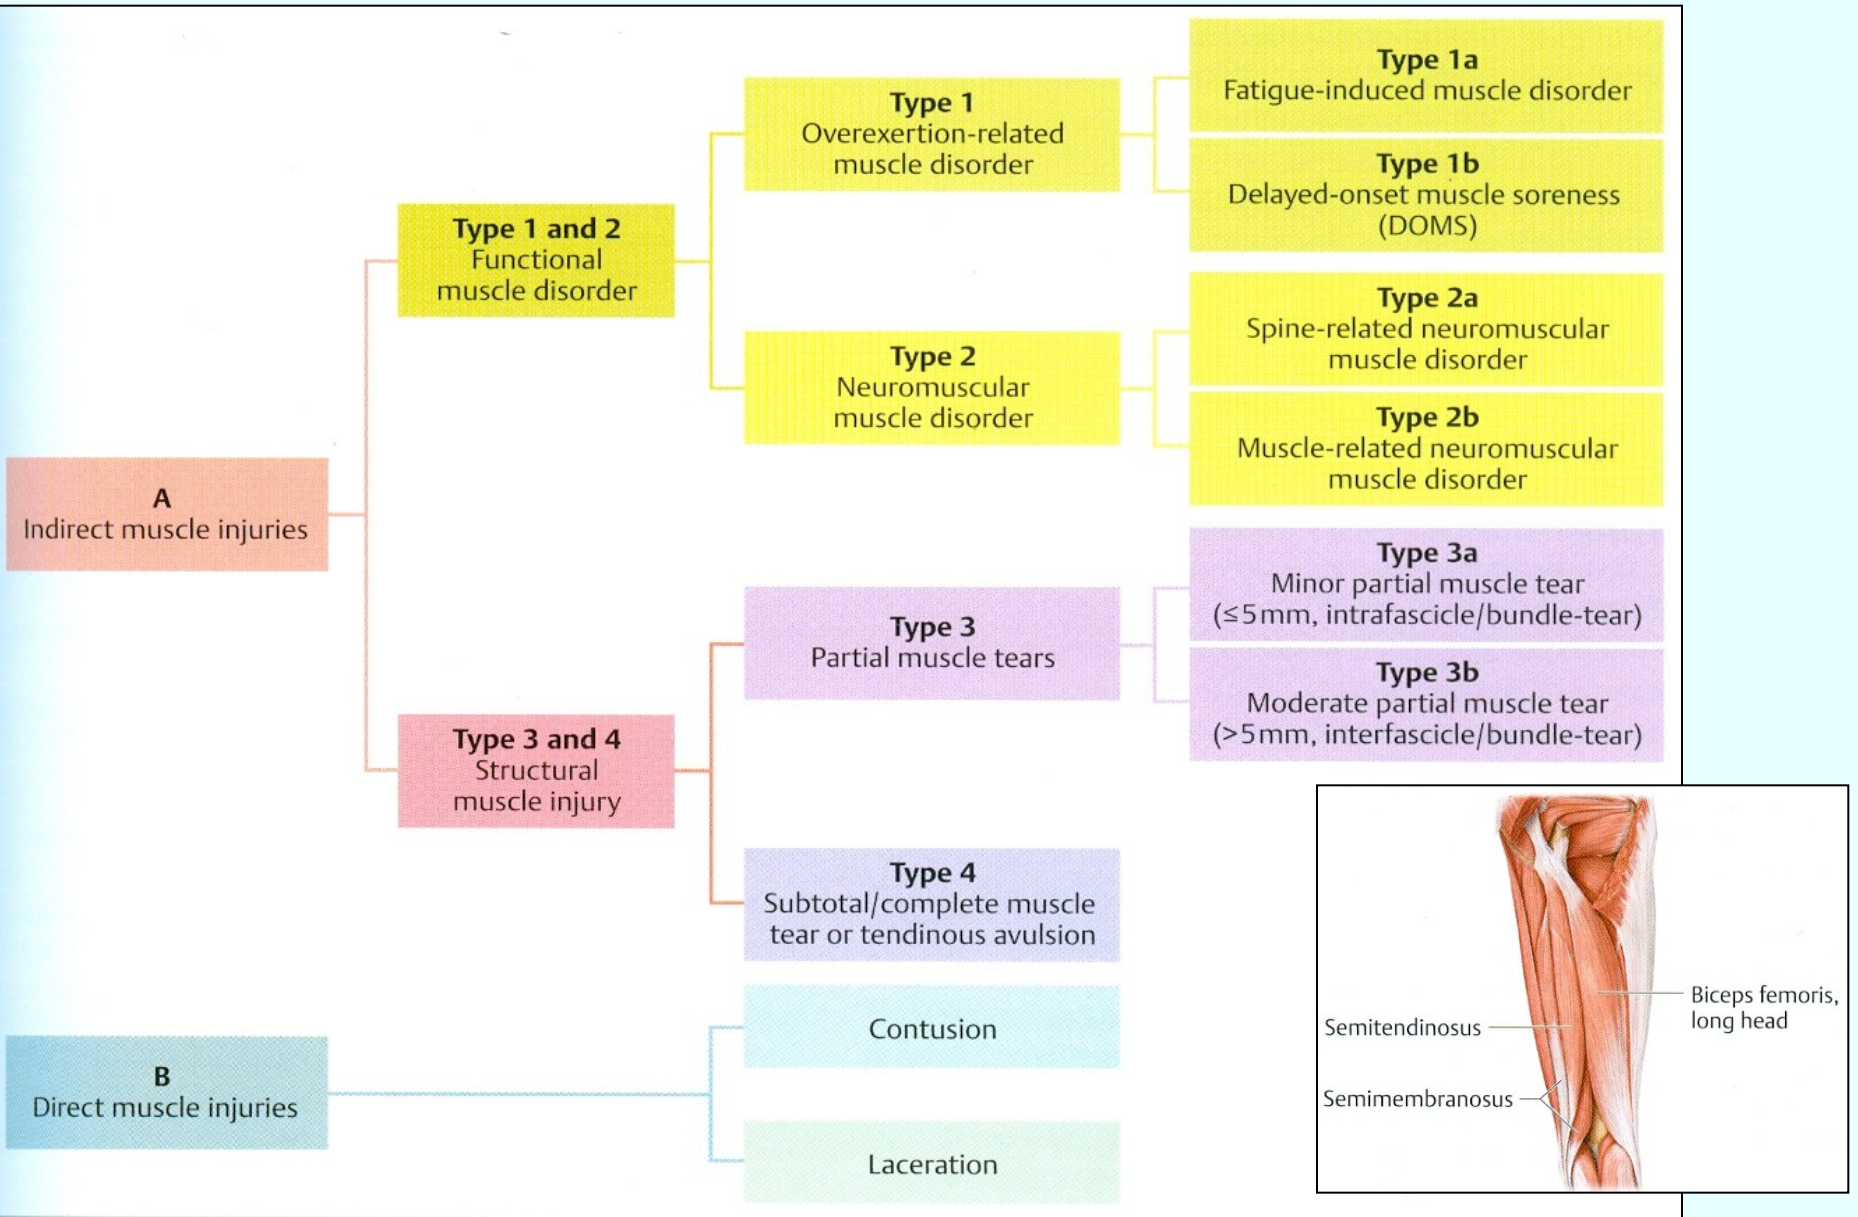 Type 1a
Fatigue-induced muscle disorder
Type 1
Overexertion-related
muscle disorder
Type 1b
Delayed-onset muscle soreness
(DOMS)
Type 1 and 2
Functional
muscle disorder
Type 2a
Spine-related neuromuscular
muscle disorder
Type 2
Neuromuscular
muscle disorder
Type 2b
Muscle-related neuromuscular
muscle disorder
A
Indirect muscle injuries
Type 3a
Minor partial muscle tear
(≤5mm, intrafascicle/bundle-tear)
Type 3
Partial muscle tears
Type 3b
Moderate partial muscle tear
(>5mm, interfascicle/bundle-tear)
Type 3 and 4
Structural
muscle injury
Type 4
Subtotal/complete muscle
tear or tendinous avulsion
Contusion
B
Direct muscle injuries
Laceration
Biceps femoris,
long head
Semitendinosus
Semimembranosus